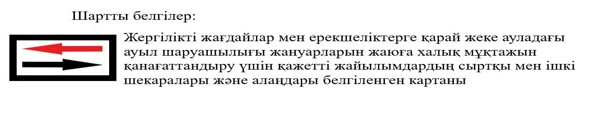 Шартты белгілер:
Жергілікті жағдайлар мен ерекшеліктерге қарай жеке ауладағы
ауыл шаруашылығы жануарларын жаюға халық мұқтажын
қанағаттандыру үшін қажетті жайылымдардың сыртқы мен ішкі
шекаралары және алаңдары белгіленген картаны